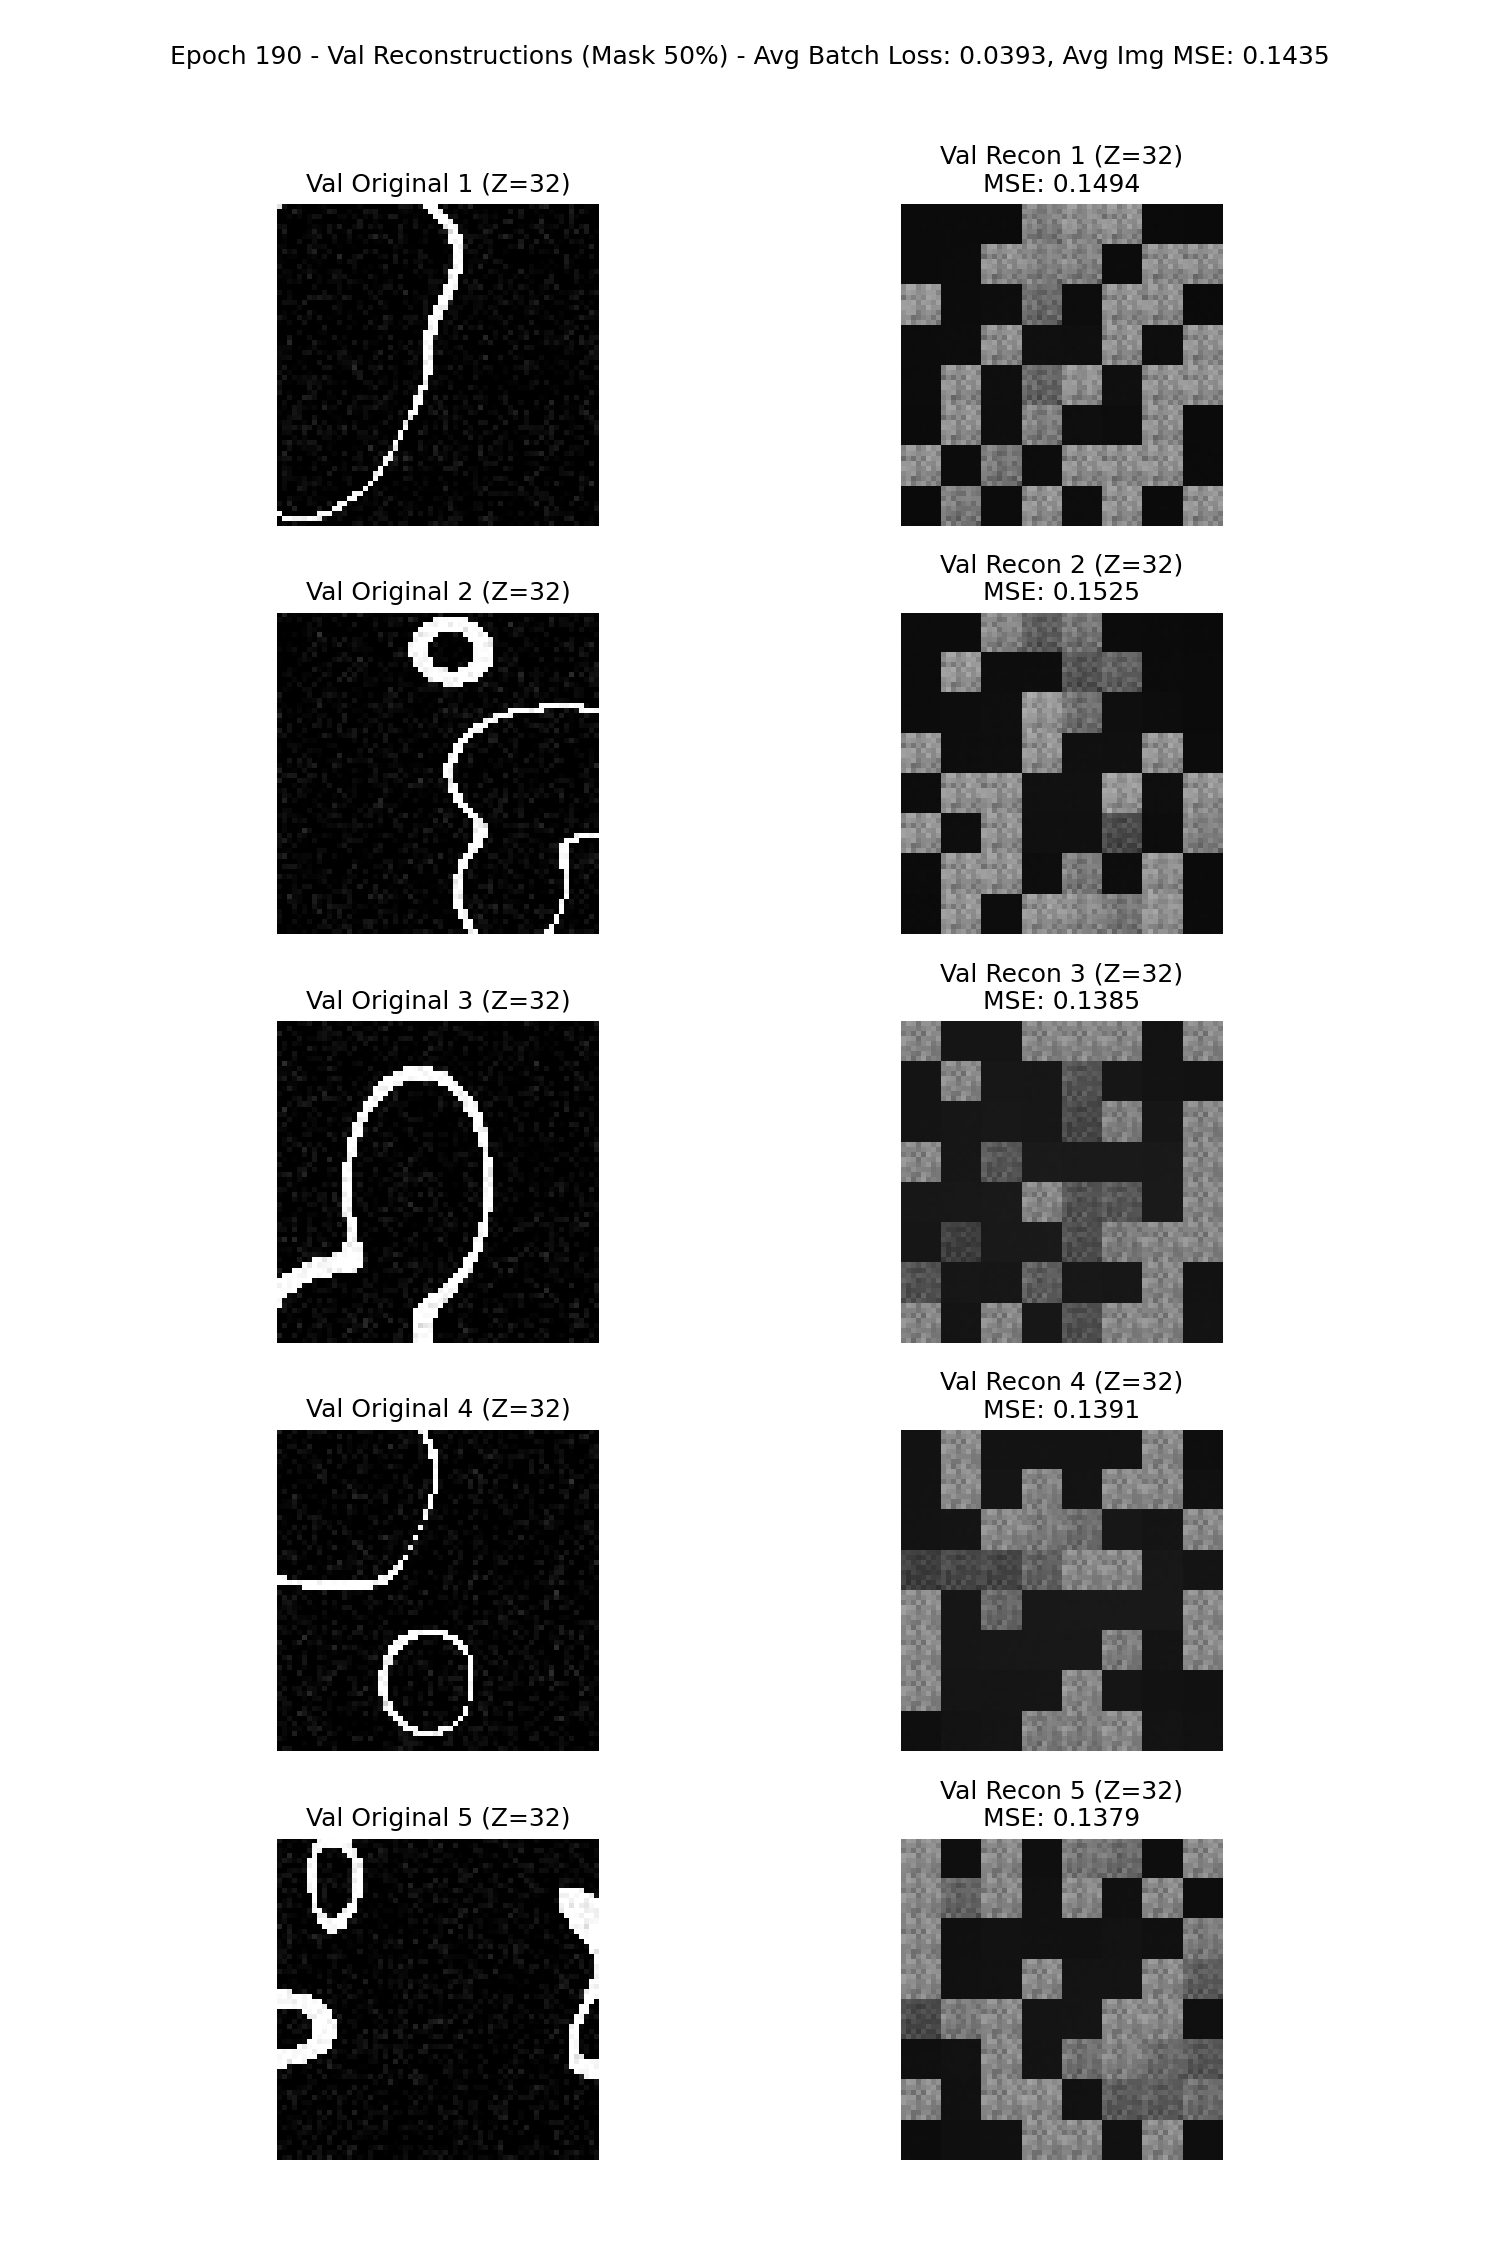 Epoch 190 - Val Reconstructions (Mask 50%) - Avg Batch Loss: 0.0393, Avg Img MSE: 0.1435
Val Original 1 (Z=32)
Val Recon 1 (Z=32)
MSE: 0.1494
Val Original 2 (Z=32)
Val Recon 2 (Z=32)
MSE: 0.1525
Val Original 3 (Z=32)
Val Recon 3 (Z=32)
MSE: 0.1385
Val Original 4 (Z=32)
Val Recon 4 (Z=32)
MSE: 0.1391
Val Original 5 (Z=32)
Val Recon 5 (Z=32)
MSE: 0.1379